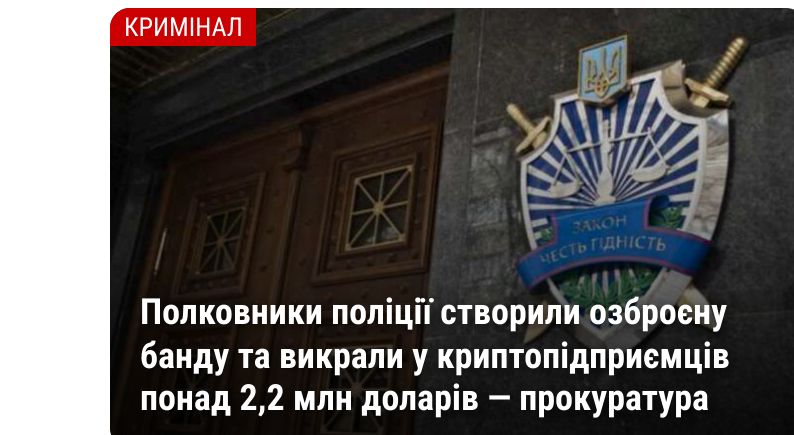 КРИМІНАЛ
ЗАКОН
ЧЕСТЬ ГІДНІСТЬ
Полковники поліції створили озброєну
банду та викрали у криптопідприємців
понад 2,2 млн доларів — прокуратура